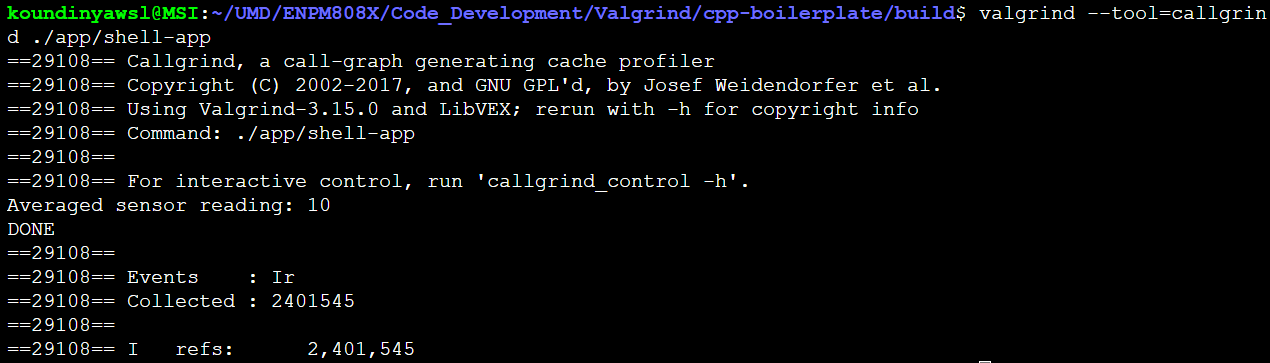 koundinyawsl@MSI:~/UMD/ENPM808X/Code_Development/Valgrind/cpp-boilerplate/build$ valgrind --tool=callgrin
d ./app/shell-app
==29108== Callgrind, a call-graph generating cache profiler
==29108== Copyright (C) 2002-2017, and GNU GPL'd, by Josef Weidendorfer et al.
==29108== Using Valgrind-3.15.0 and LibVEX; rerun with -h for copyright info
==29108== Command: ./app/shell-app
==29108==
==29108== For interactive control, run 'callgrind_control -h'.
Averaged sensor reading: 10
DONE
==29108==
==29108== Events    : Ir
==29108== Collected : 2401545
==29108==
==29108== I   refs:      2,401,545